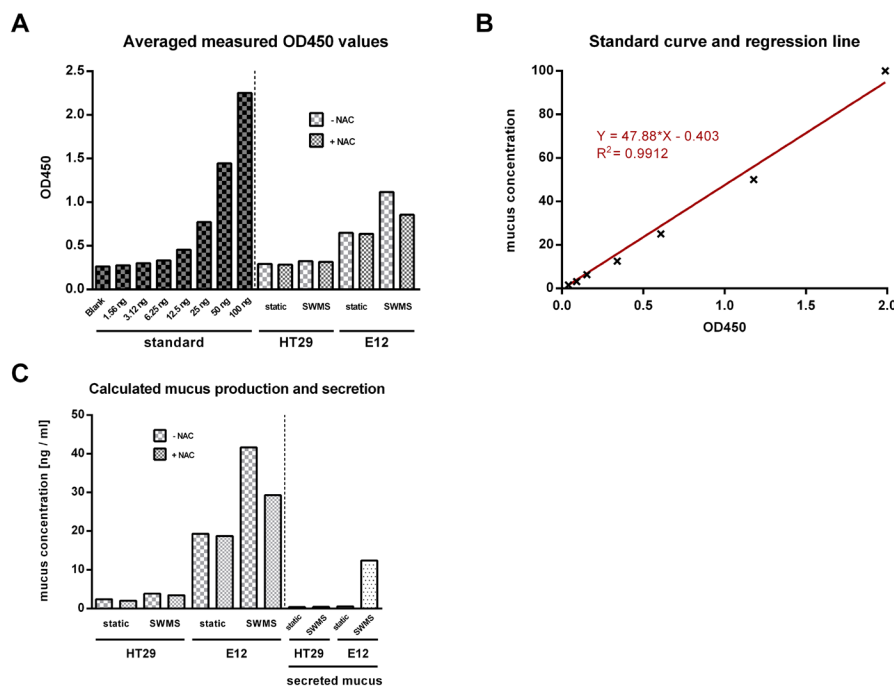 A
Averaged measured OD450 values
OD450
2.5
2.0
1.5
1.0
0.5
0.0
- NAC
+ NAC
Blank
1.56 ng
3.12 ng
6.25 ng
12.5 ng
25 ng
50 ng
100 ng
static
SWMS
static
SWMS
standard
HT29
E12
B
Standard curve and regression line
mucus concentration
100
80
60
40
20
0
Y = 47.88*X - 0.403
R² = 0.9912
0.0
0.5
1.0
1.5
2.0
OD450
C
Calculated mucus production and secretion
mucus concentration [ng / ml]
50
40
30
20
10
0
- NAC
+ NAC
static
SWMS
static
SWMS
static
SWMS
static
SWMS
HT29
E12
HT29
E12
secreted mucus